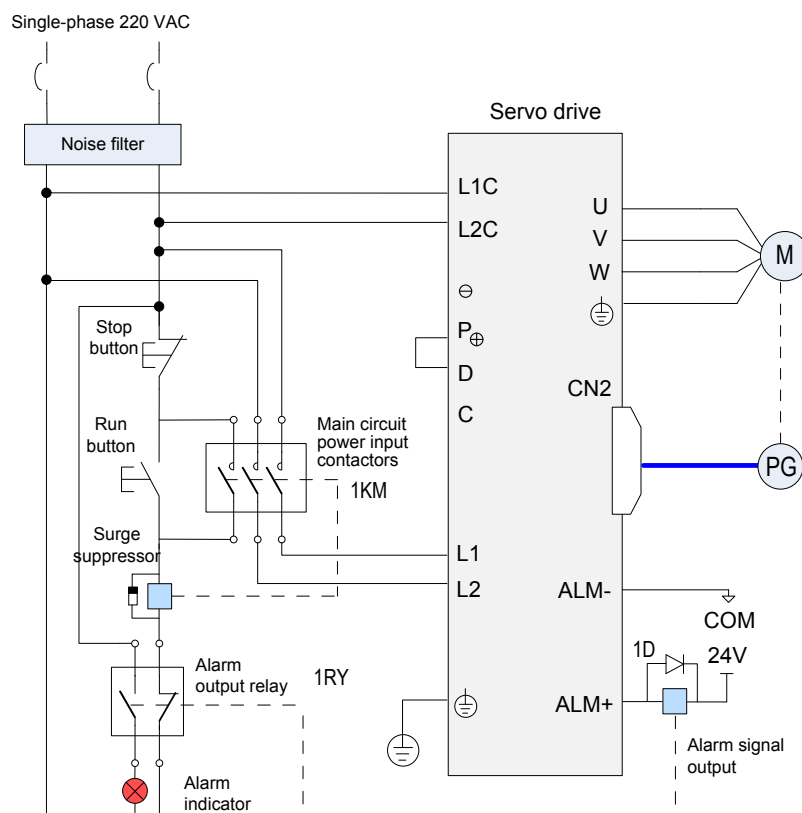 Single-phase 220 VAC
Noise filter
Servo drive
L1C
L2C
U
V
W
M
P
D
C
CN2
PG
Stop
button
Run
button
Main circuit
power input
contactors
1KM
Surge
suppressor
L1
L2
ALM-
COM
1D
24V
ALM+
Alarm
output relay
1RY
Alarm signal
output
Alarm
indicator